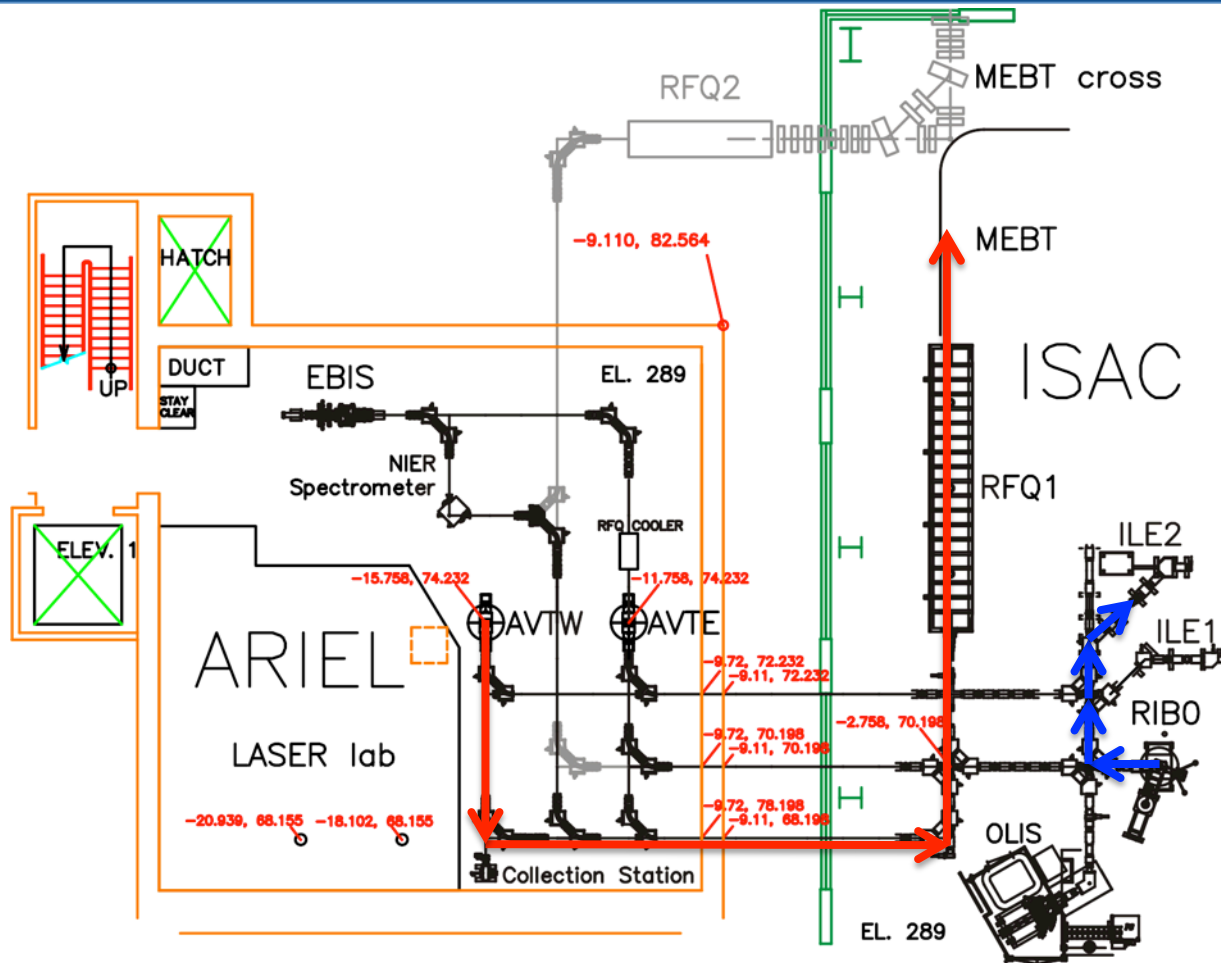 RFQ2
MEBT cross
-9.110, 82.564
MEBT
HATCH
UP
DUCT
STAY
CLEAR
EBIS
EL. 289
ISAC
NIER
Spectrometer
RFQ1
RFQ COOLER
ELEV. 1
ILE2
-15.758, 74.232
-11.758, 74.232
ARIEL
AVTW
AVTE
ILE1
-9.72, 72.232
-9.11, 72.232
RIBO
-2.758, 70.198
-9.72, 70.198
-9.11, 70.198
LASER lab
-9.72, 78.198
-9.11, 68.198
-20.939, 68.155
-18.102, 68.155
OLIS
Collection Station
EL. 289